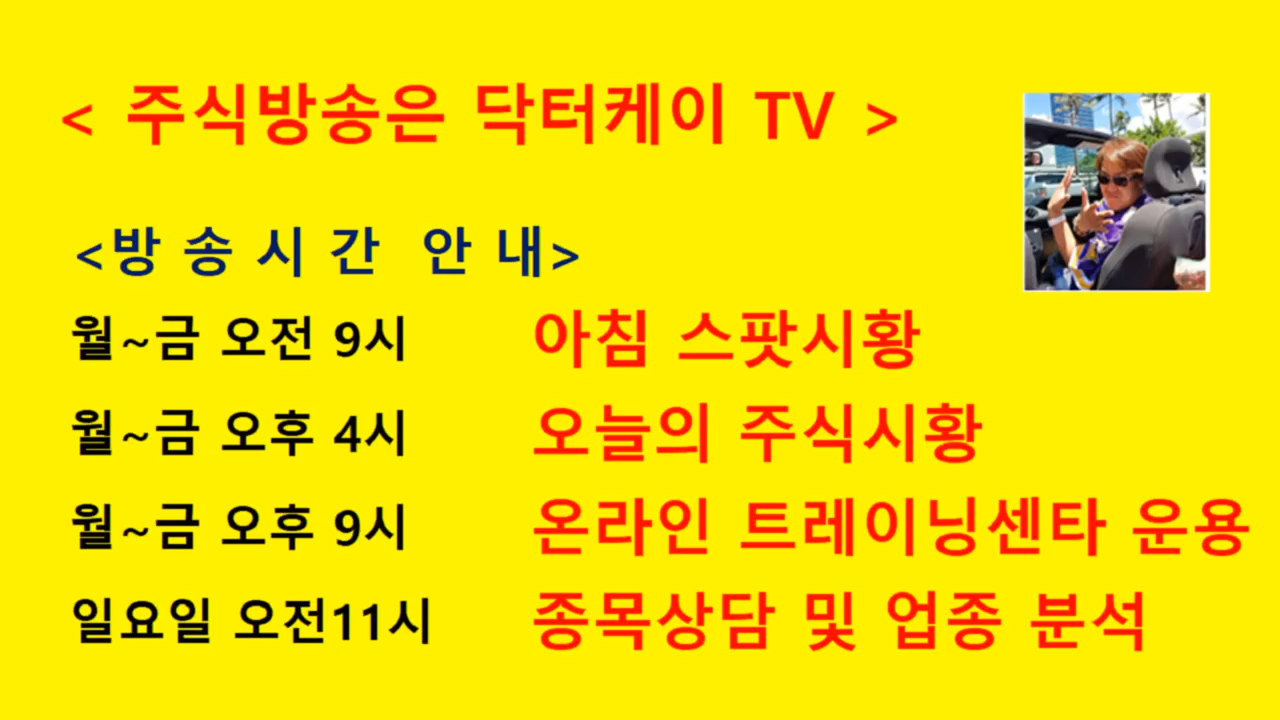 < 주식방송은 닥터케이 TV >
<방 송 시 간 안 내>
월~금 오전 9시 아침 스팟시황
월~금 오후 4시 오늘의 주식시황
월~금 오후 9시 온라인 트레이닝센타 운용
일요일 오전11시 종목상담 및 업종 분석